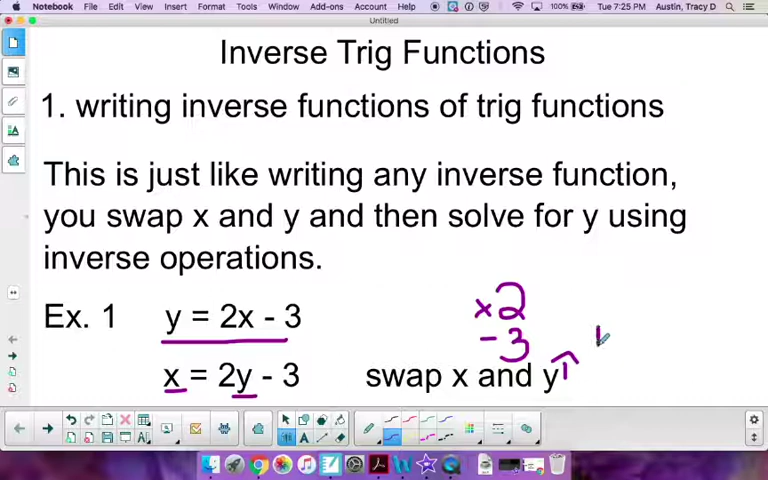 Notebook File Edit View Insert Format Tools Add-ons Window Account Help 100% Tue 7:25 PM Austin, Tracy D
Untitled
Inverse Trig Functions
1. writing inverse functions of trig functions
This is just like writing any inverse function,
you swap x and y and then solve for y using
inverse operations.
Ex. 1 y = 2x - 3
×2
-3
x = 2y - 3 swap x and y